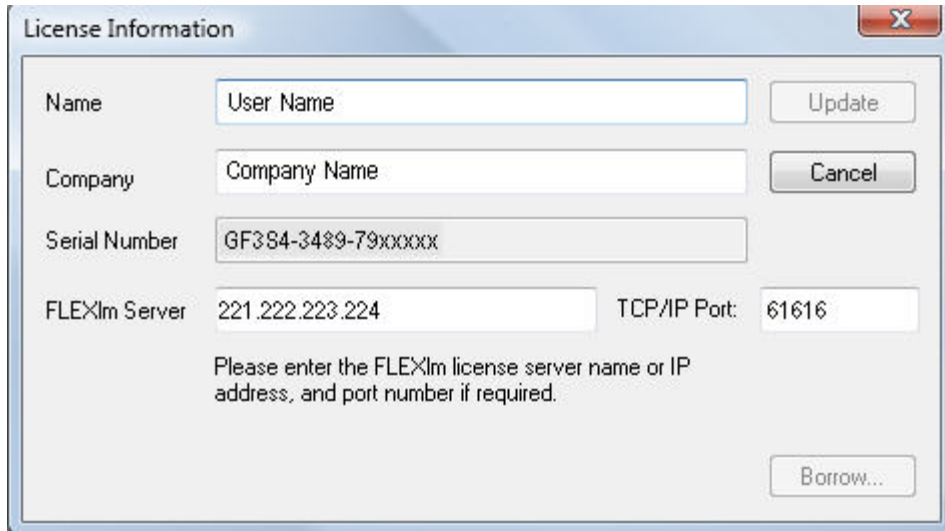 License Information
Name User Name Update
Company Company Name Cancel
Serial Number GF3S4-3489-79xxxxx
FLEXlm Server 221.222.223.224 TCP/IP Port: 61616
Please enter the FLEXlm license server name or IP
address, and port number if required.
Borrow...